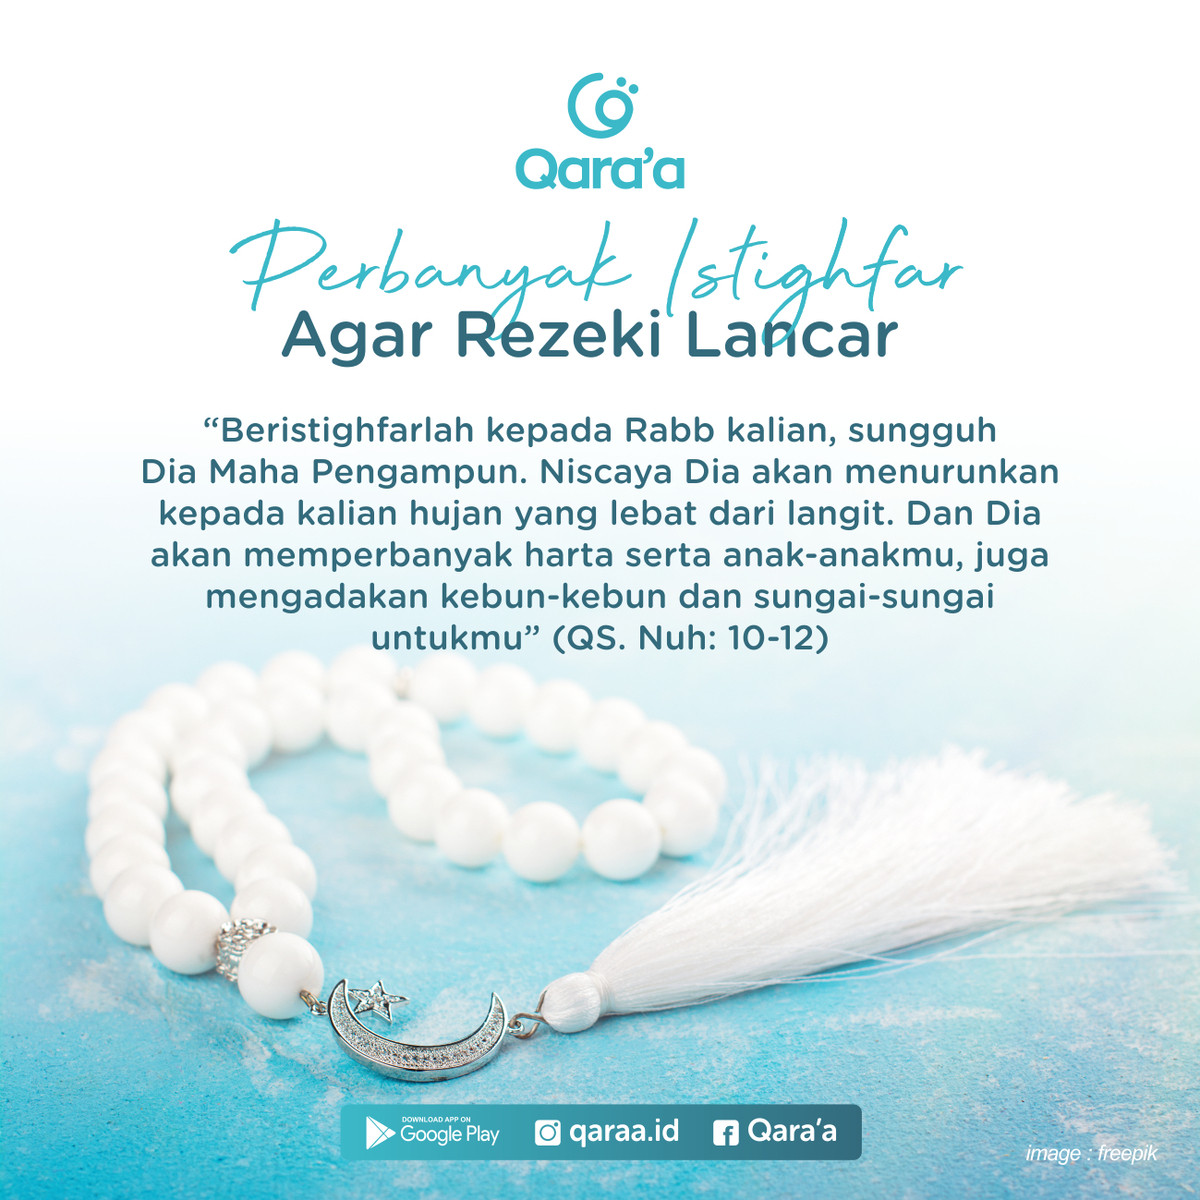 Qara'a
Perbanyak Istighfar
Agar Rezeki Lancar
“Beristighfarlah kepada Rabb kalian, sungguh
Dia Maha Pengampun. Niscaya Dia akan menurunkan
kepada kalian hujan yang lebat dari langit. Dan Dia
akan memperbanyak harta serta anak-anakmu, juga
mengadakan kebun-kebun dan sungai-sungai
untukmu” (QS. Nuh: 10-12)
DOWNLOAD APP ON
Google Play
qaraa.id
Qara'a
image : freepik